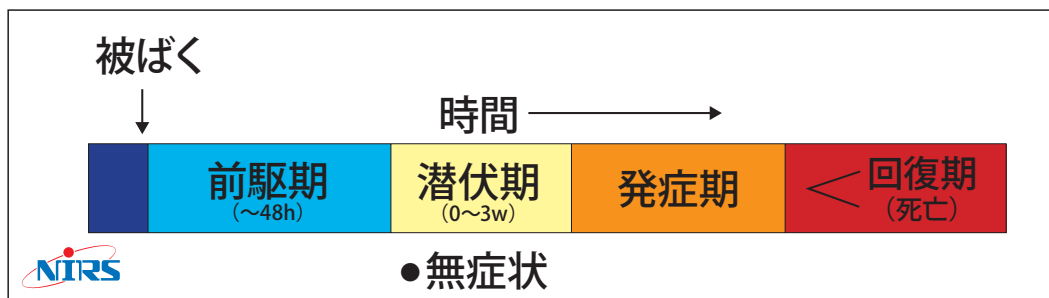 被ばく
時間
前駆期
（～48h）
潜伏期
（0～3w）
発症期
回復期
（死亡）
NIRS
●無症状